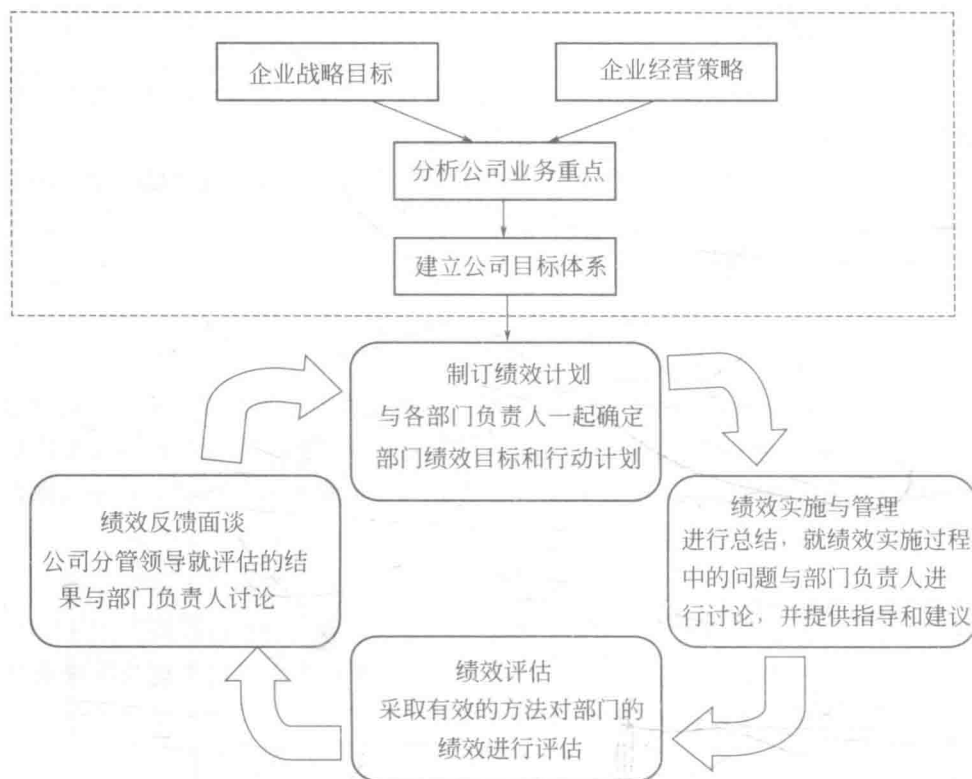 企业战略目标
企业经营策略
分析公司业务重点
建立公司目标体系
制订绩效计划
与各部门负责人一起确定
部门绩效目标和行动计划
绩效实施与管理
进行总结，就绩效实施过程
中的问题与部门负责人进
行讨论，并提供指导和建议
绩效评估
采取有效的方法对部门的
绩效进行评估
绩效反馈面谈
公司分管领导就评估的结
果与部门负责人讨论